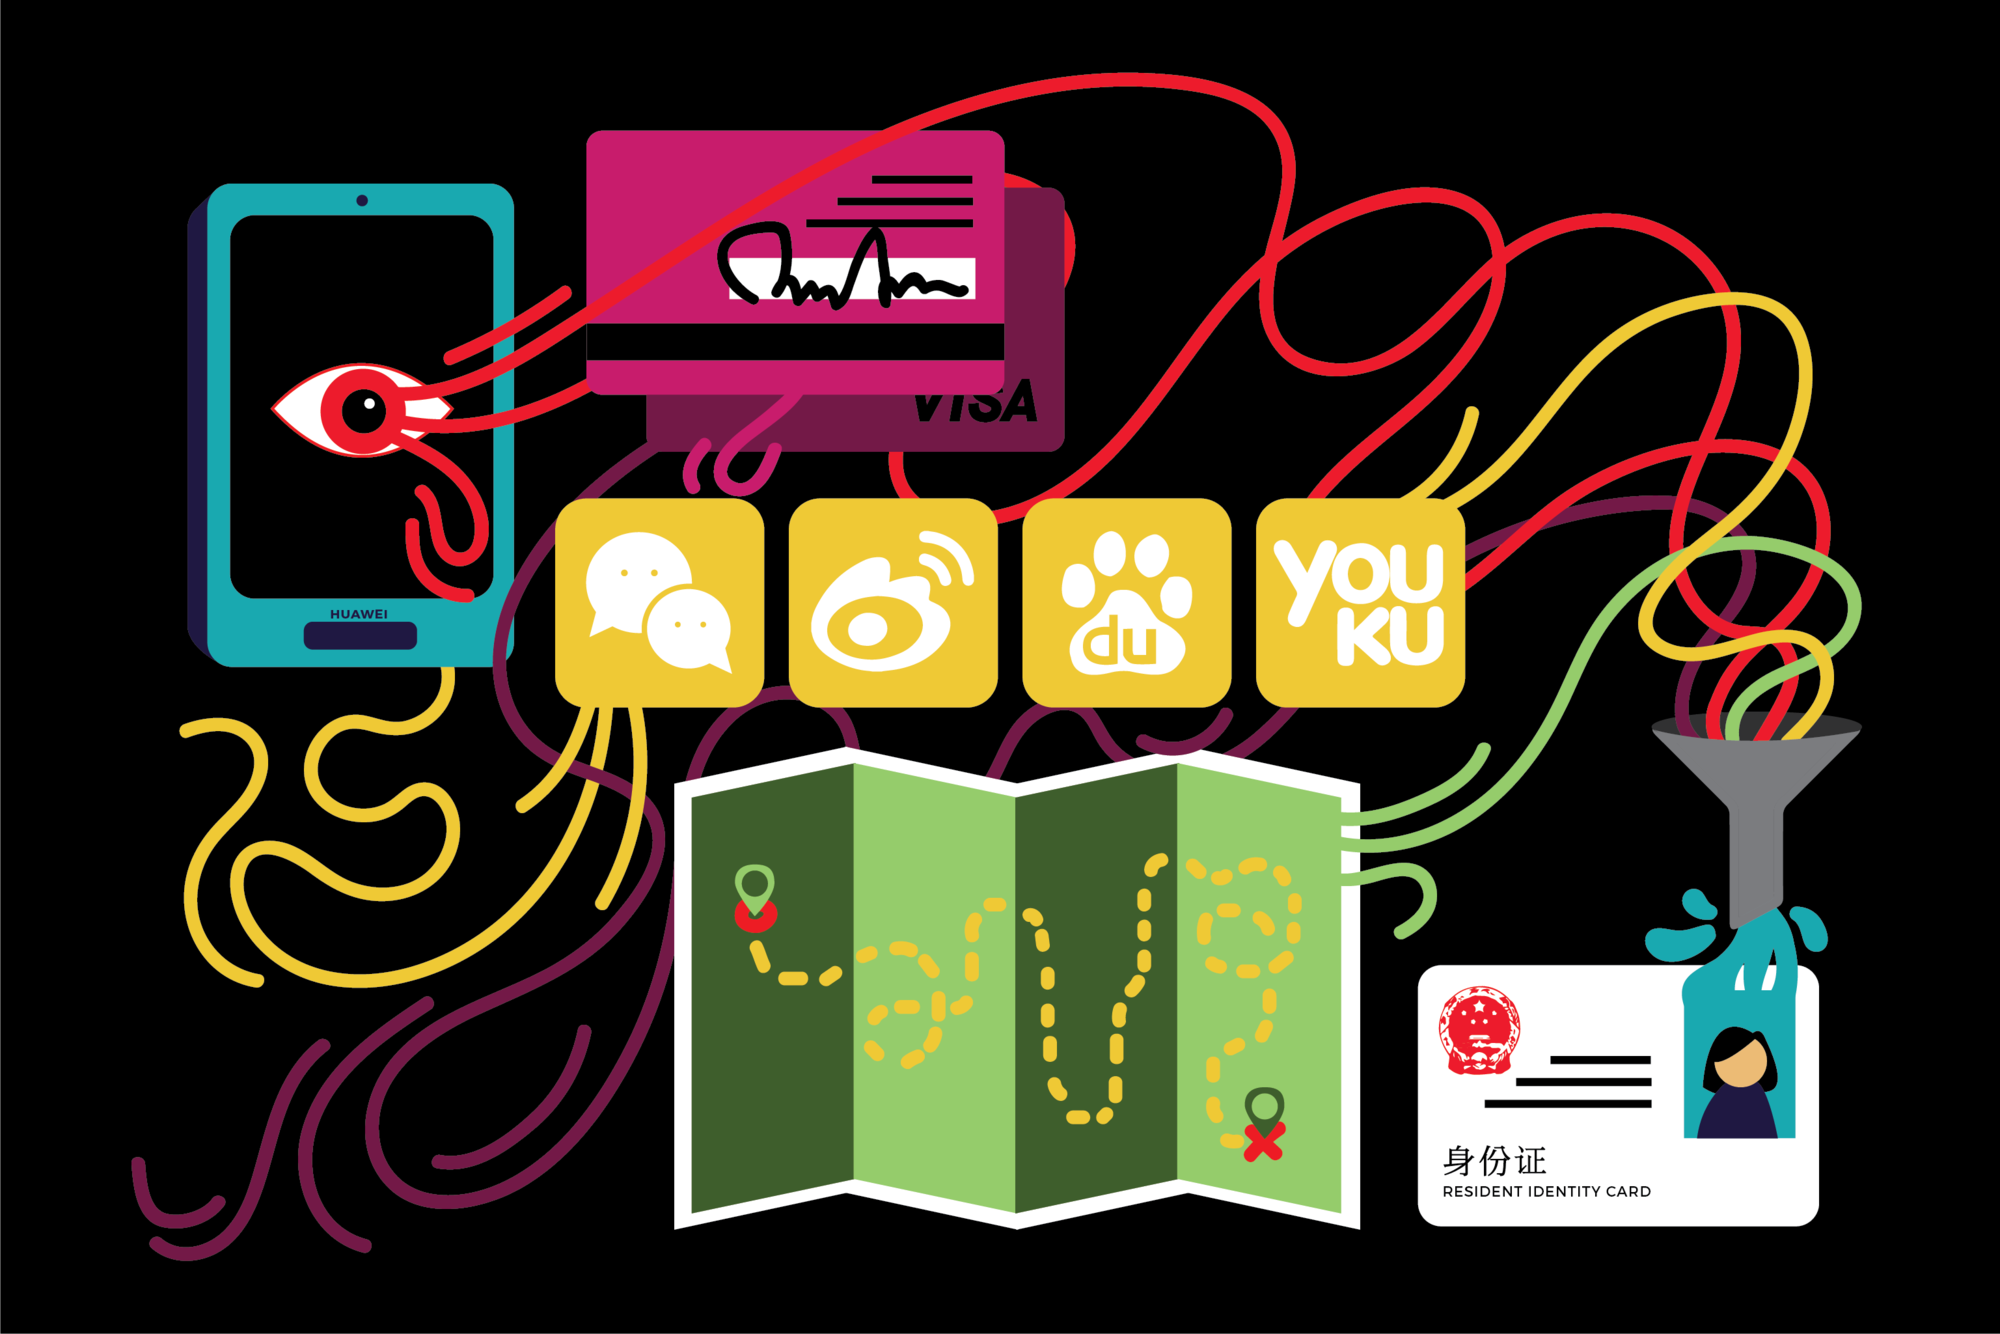 VISA
HUAWEI
du
YOU
KU
身份证
RESIDENT IDENTITY CARD